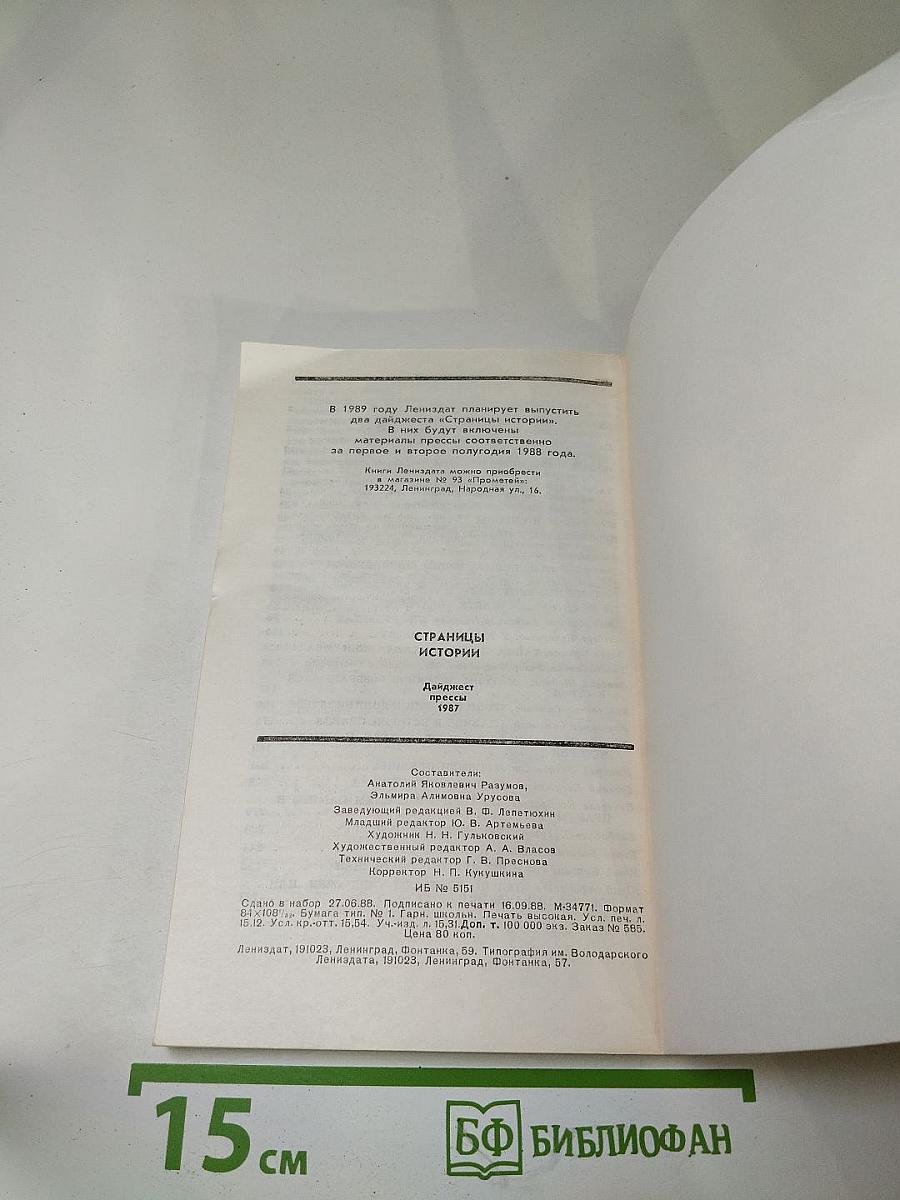 В 1989 году Лениздат планирует выпустить
два дайджеста «Страницы истории».
В них будут включены
материалы прессы соответственно
за первое и второе полугодия 1988 года.
Книги Лениздата можно приобрести
в магазине № 93 «Прометей»:
193224, Ленинград, Народная ул., 16.
СТРАНИЦЫ
ИСТОРИИ
Дайджест
прессы
1987
Составители:
Анатолий Яковлевич Разумов,
Эльмира Алимовна Урусова
Заведующий редакцией В. Ф. Лепетюхин
Младший редактор Ю. В. Артемьева
Художник Н. Н. Гульковский
Художественный редактор А. А. Власов
Технический редактор Г. В. Преснова
Корректор Н. П. Кукушкина
ИБ № 5151
Сдано в набор 27.06.88. Подписано к печати 16.09.88. М-34771. Формат
84×108¹/₃₂. Бумага тип. № 1. Гарн. школьн. Печать высокая. Усл. печ. л.
15,12. Усл. кр.-отт. 15,54. Уч.-изд. л. 15,31. Доп. т. 100 000 экз. Заказ № 585.
Цена 80 коп.
Лениздат, 191023, Ленинград, Фонтанка, 59. Типография им. Володарского
Лениздата, 191023, Ленинград, Фонтанка, 57.
15 см
БФ БИБЛИОФАН